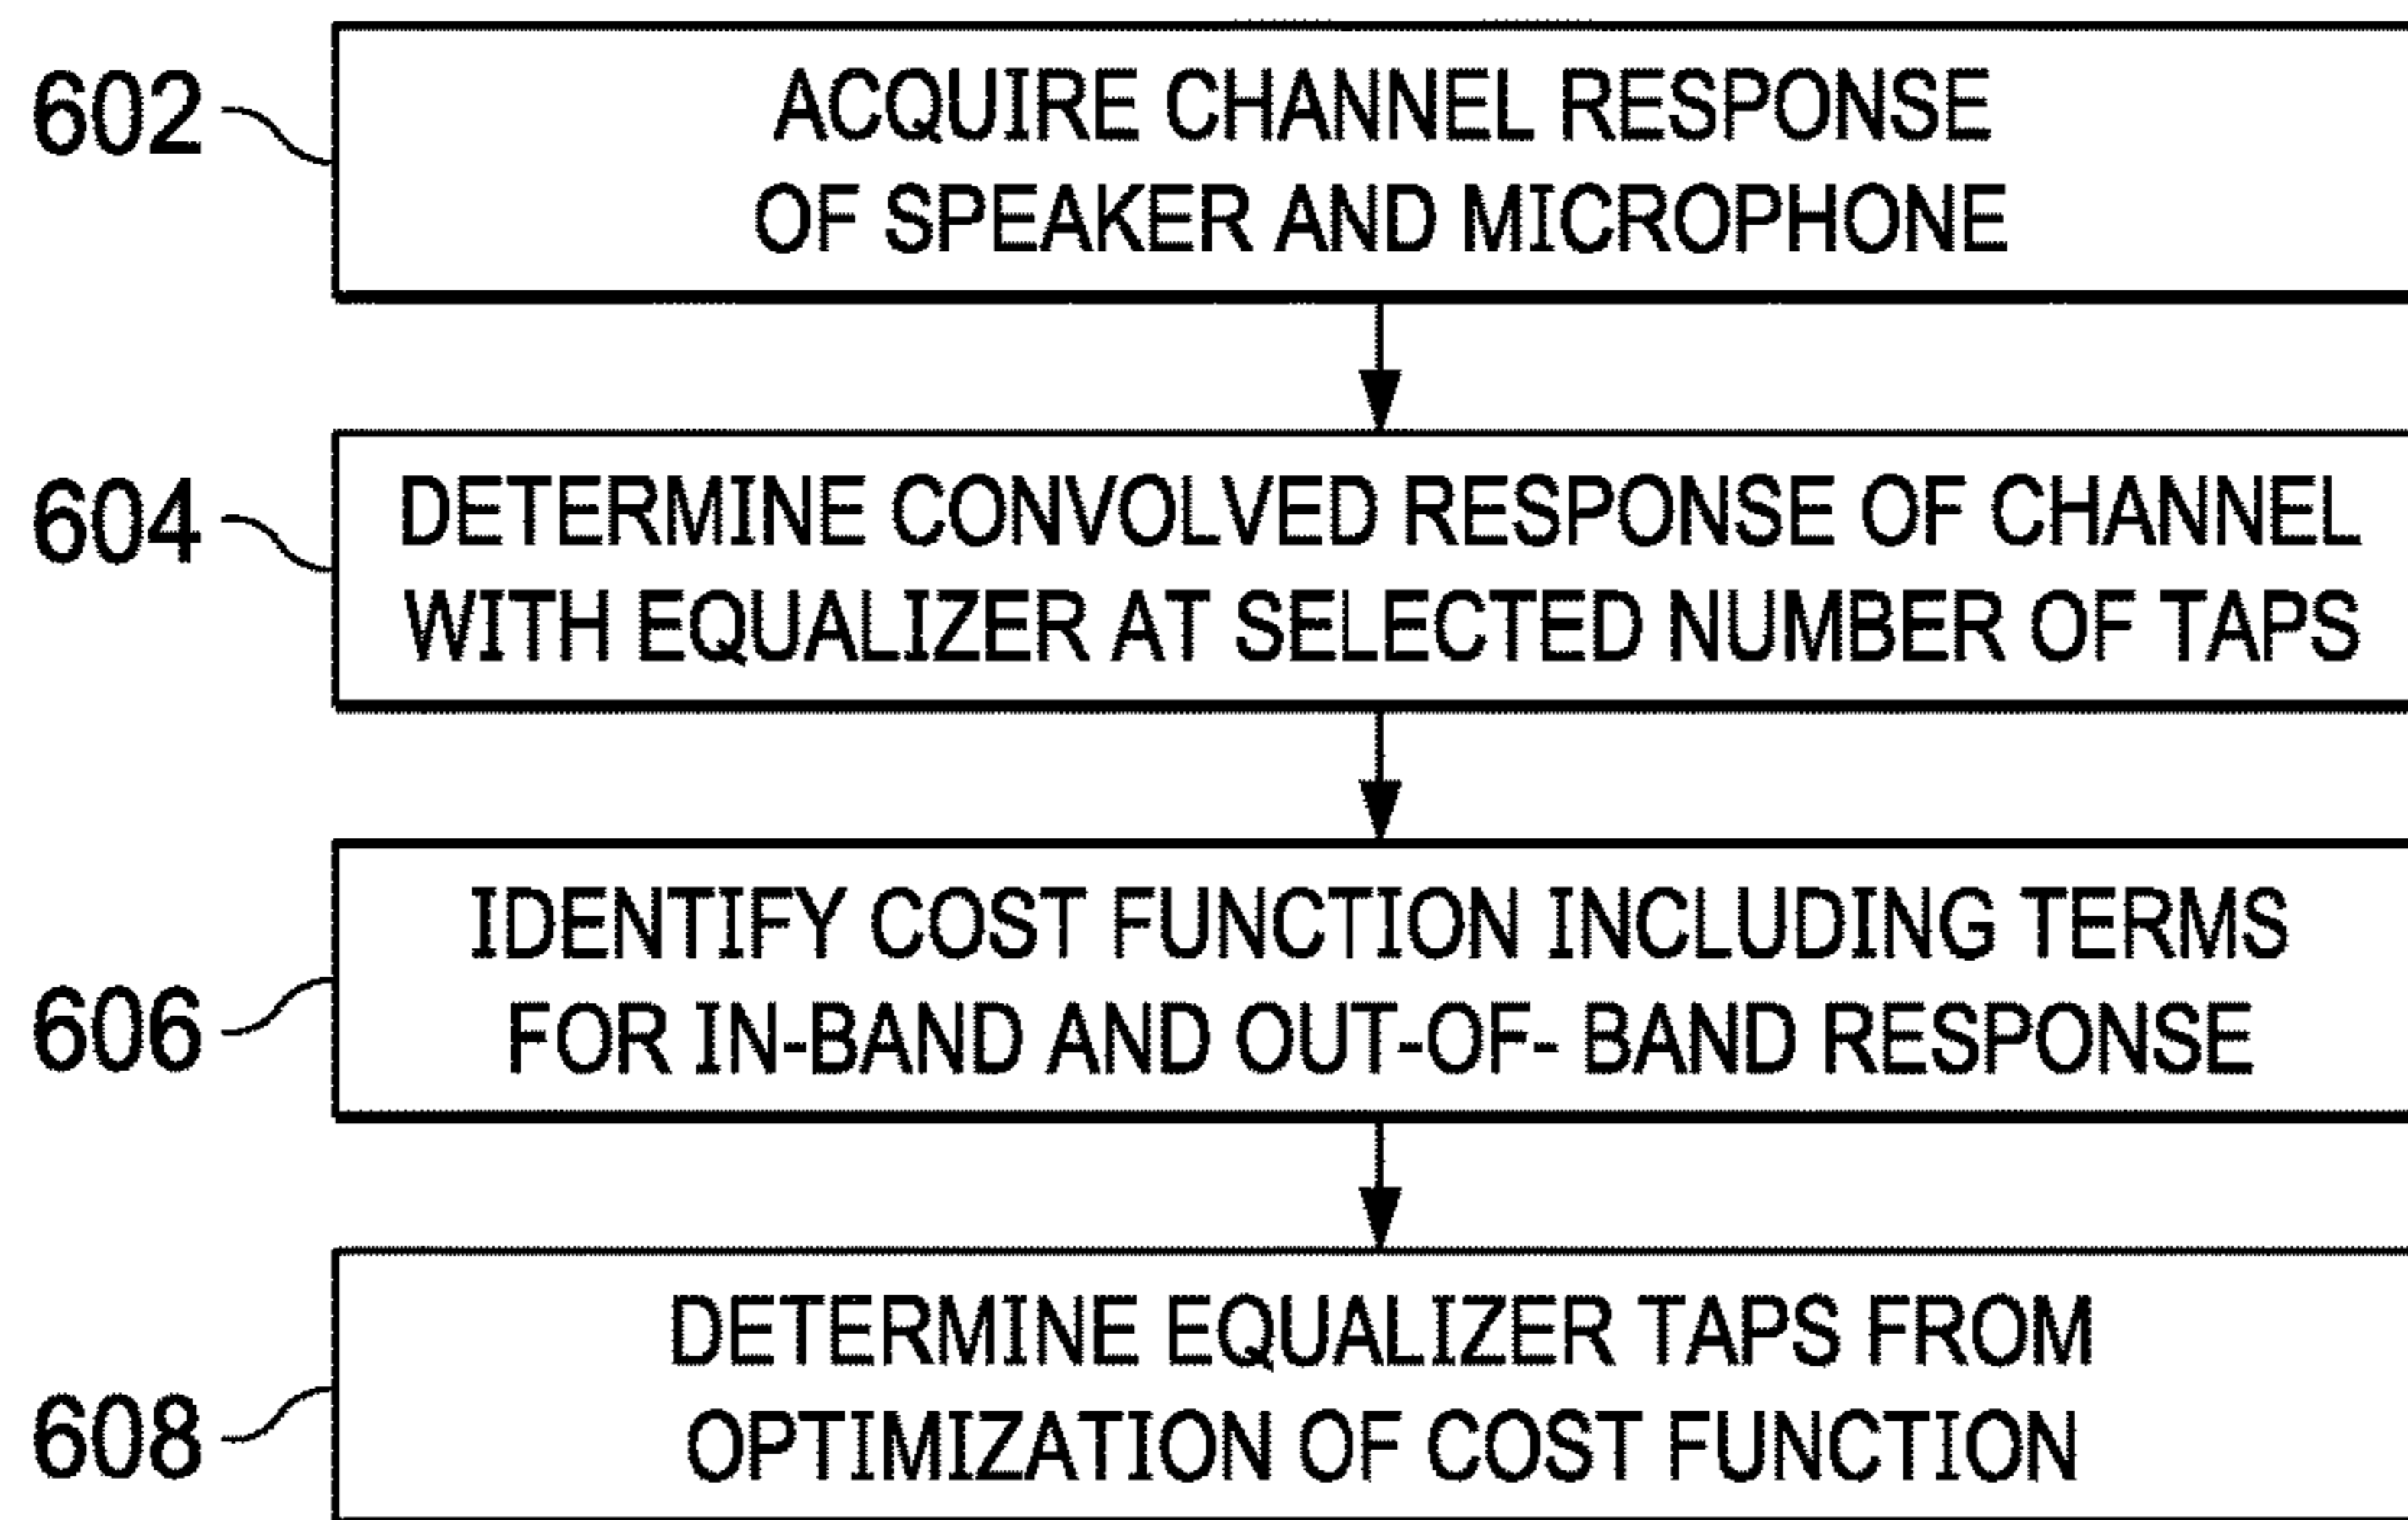 602
ACQUIRE CHANNEL RESPONSE
OF SPEAKER AND MICROPHONE
604
DETERMINE CONVOLVED RESPONSE OF CHANNEL
WITH EQUALIZER AT SELECTED NUMBER OF TAPS
606
IDENTIFY COST FUNCTION INCLUDING TERMS
FOR IN-BAND AND OUT-OF- BAND RESPONSE
608
DETERMINE EQUALIZER TAPS FROM
OPTIMIZATION OF COST FUNCTION